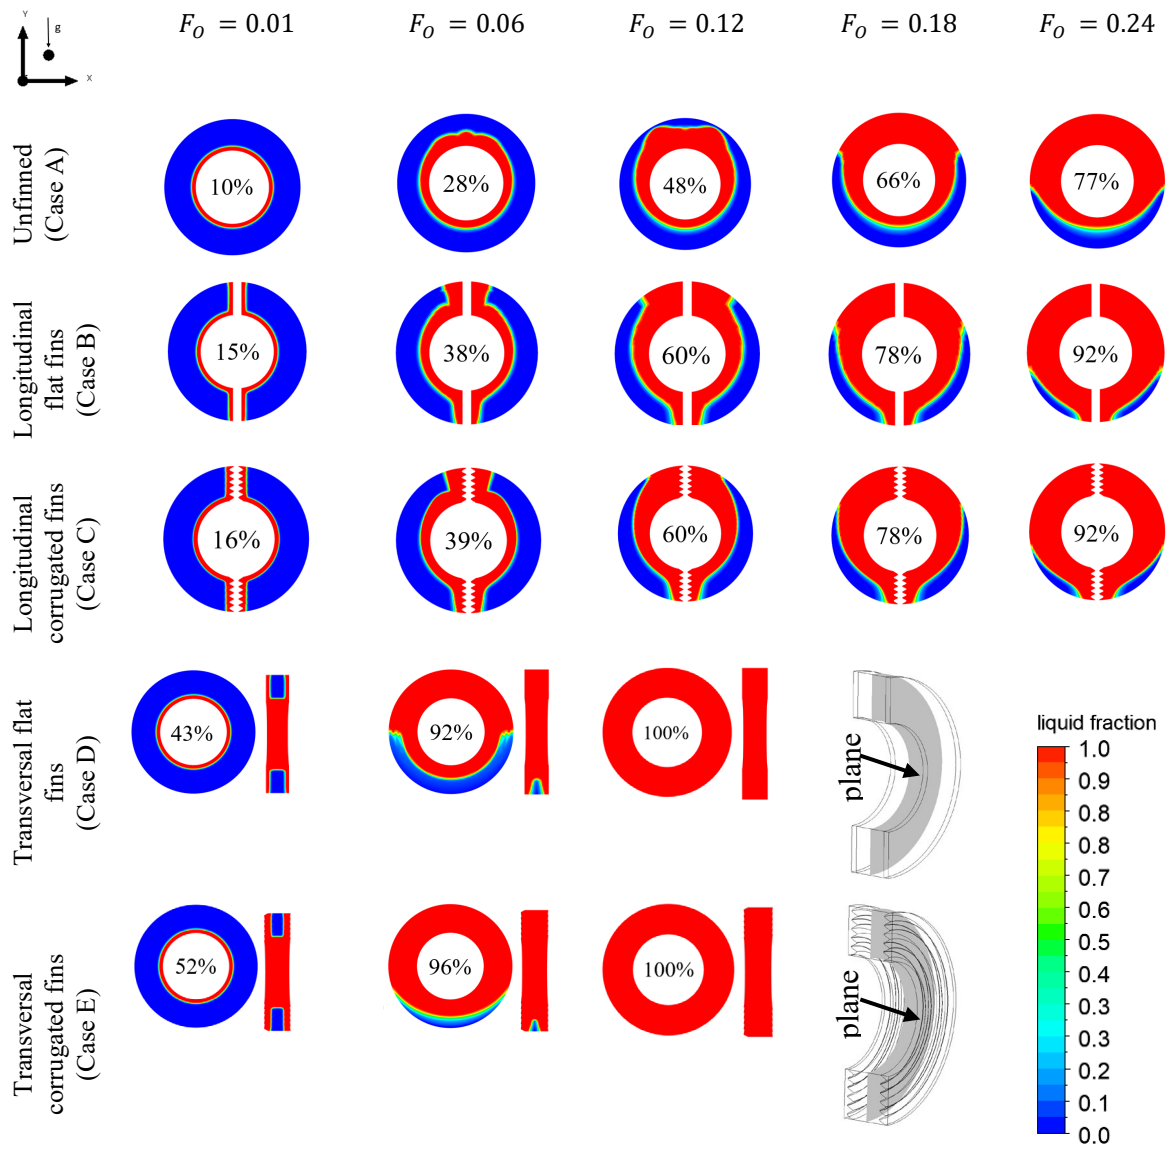 Y
g
X
F_O = 0.01
F_O = 0.06
F_O = 0.12
F_O = 0.18
F_O = 0.24
Unfinned
(Case A)
10%
28%
48%
66%
77%
Longitudinal
flat fins
(Case B)
15%
38%
60%
78%
92%
Longitudinal
corrugated fins
(Case C)
16%
39%
60%
78%
92%
Transversal flat
fins
(Case D)
43%
92%
100%
plane
Transversal
corrugated fins
(Case E)
52%
96%
100%
plane
liquid fraction
1.0
0.9
0.8
0.8
0.7
0.6
0.5
0.5
0.4
0.3
0.2
0.2
0.1
0.0